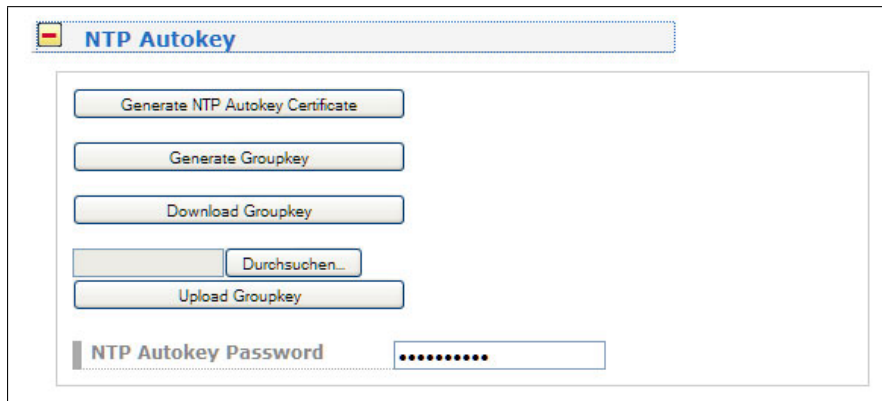 NTP Autokey
Generate NTP Autokey Certificate
Generate Groupkey
Download Groupkey
Durchsuchen...
Upload Groupkey
NTP Autokey Password ••••••••••